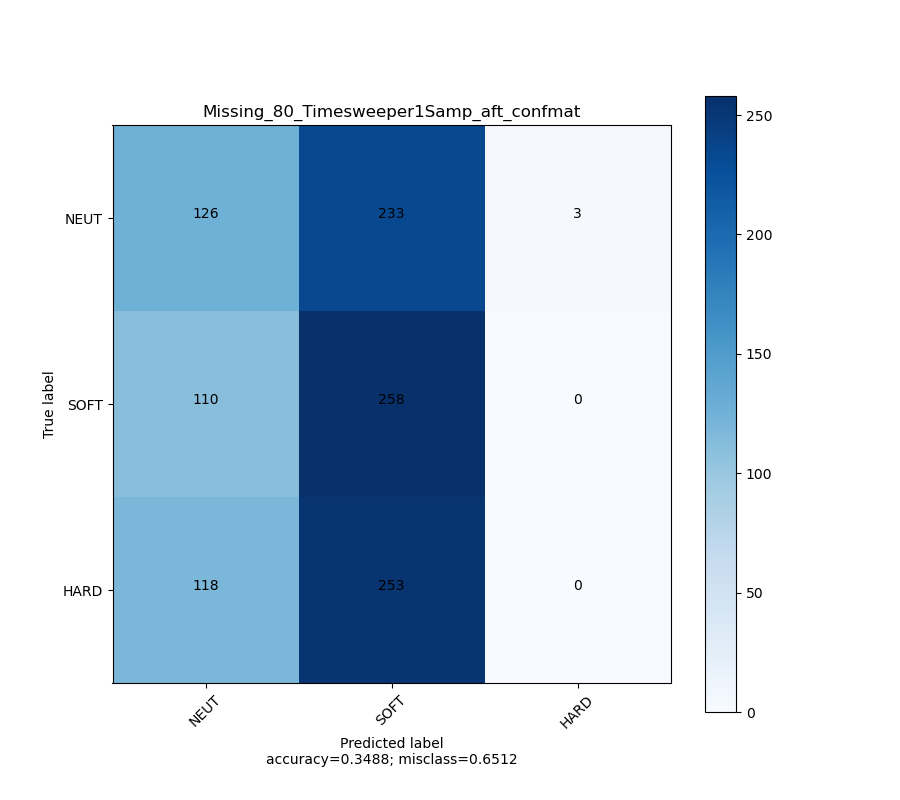 Missing_80_Timesweeper1Samp_aft_confmat
250
200
150
100
50
0
True label
NEUT
126 233 3
SOFT
110 258 0
HARD
118 253 0
NEUT SOFT HARD
Predicted label
accuracy=0.3488; misclass=0.6512